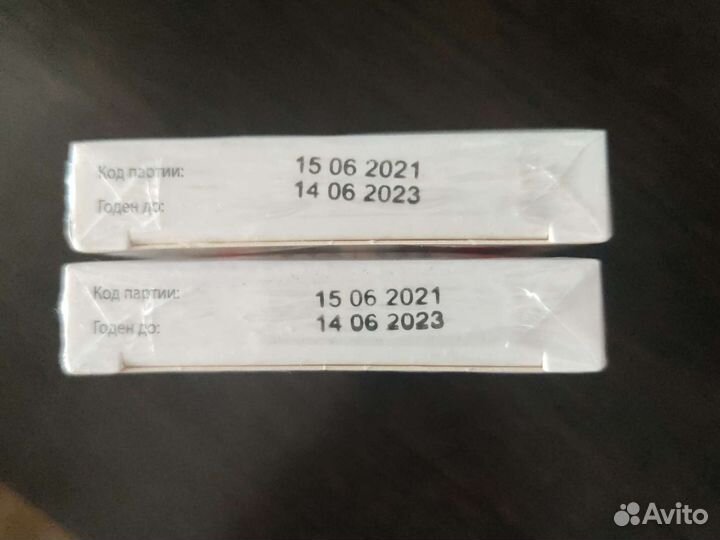 Код партии: 15 06 2021
Годен до: 14 06 2023
Код партии: 15 06 2021
Годен до: 14 06 2023
Avito